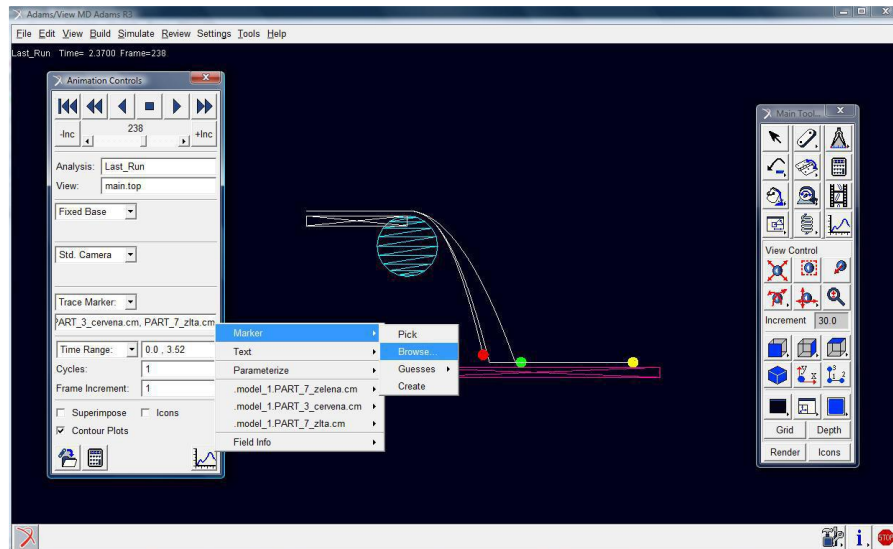 Adams/View MD Adams R3
File Edit View Build Simulate Review Settings Tools Help
Last_Run Time= 2.3700 Frame=238
Animation Controls
-Inc 238 +Inc
Analysis: Last_Run
View: main.top
Fixed Base
Std. Camera
Trace Marker:
PART_3_cervena.cm, PART_7_zlta.cm
Time Range: 0.0 , 3.52
Cycles: 1
Frame Increment: 1
Superimpose Icons
Contour Plots
Marker
Text
Parameterize
.model_1.PART_7_zelena.cm
.model_1.PART_3_cervena.cm
.model_1.PART_7_zlta.cm
Field Info
Pick
Browse...
Guesses
Create
Main Tool...
View Control
Increment 30.0
Grid Depth
Render Icons
STOP